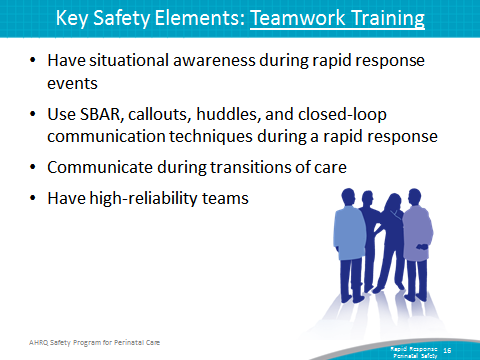 Key Safety Elements: Teamwork Training
• Have situational awareness during rapid response
events
• Use SBAR, callouts, huddles, and closed-loop
communication techniques during a rapid response
• Communicate during transitions of care
• Have high-reliability teams
AHRQ Safety Program for Perinatal Care
Rapid Response 16
Perinatal Safety